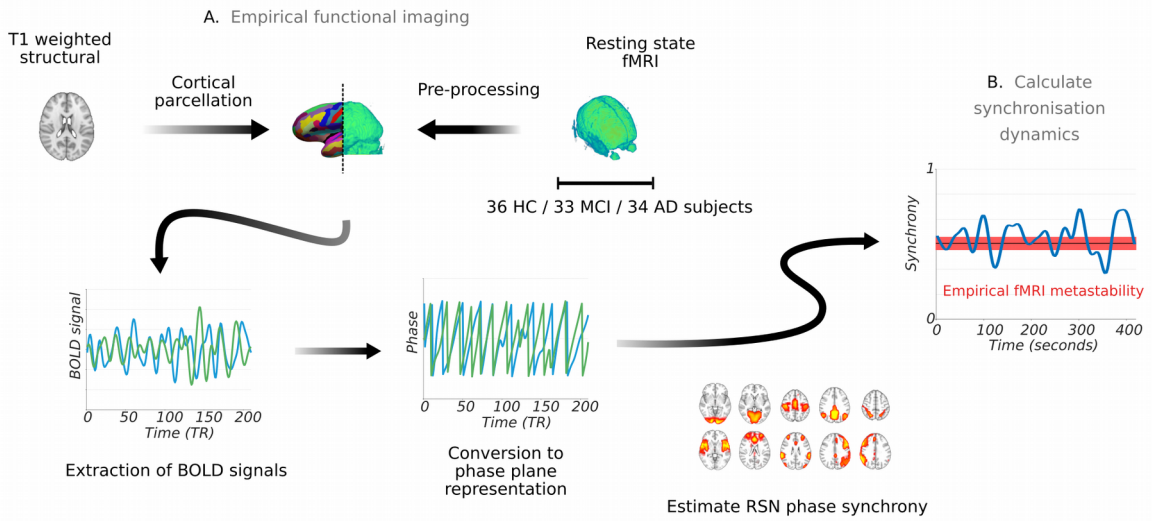 A. Empirical functional imaging
T1 weighted
structural
Cortical
parcellation
Pre-processing
Resting state
fMRI
36 HC / 33 MCI / 34 AD subjects
B. Calculate
synchronisation
dynamics
1
Synchrony
Empirical fMRI metastability
0
0 100 200 300 400
Time (seconds)
BOLD signal
0 50 100 150 200
Time (TR)
Extraction of BOLD signals
Phase
0 50 100 150 200
Time (TR)
Conversion to
phase plane
representation
Estimate RSN phase synchrony